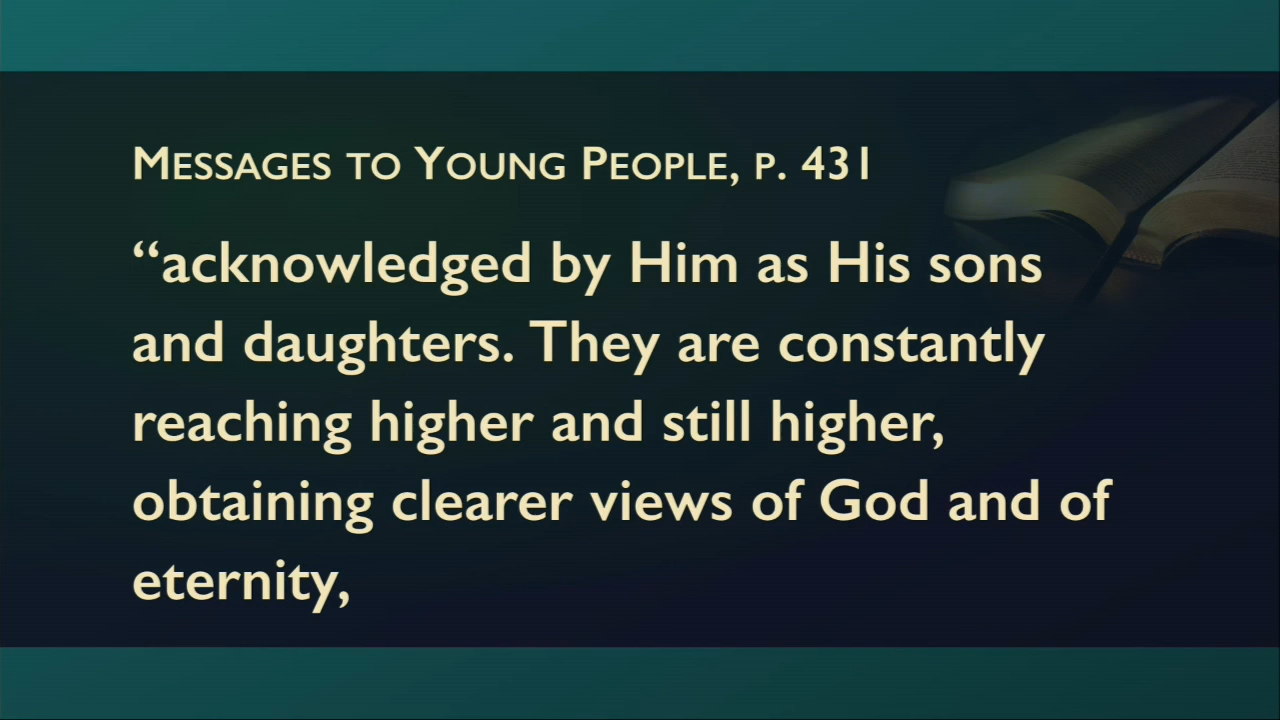 MESSAGES TO YOUNG PEOPLE, P. 431
“acknowledged by Him as His sons
and daughters. They are constantly
reaching higher and still higher,
obtaining clearer views of God and of
eternity,